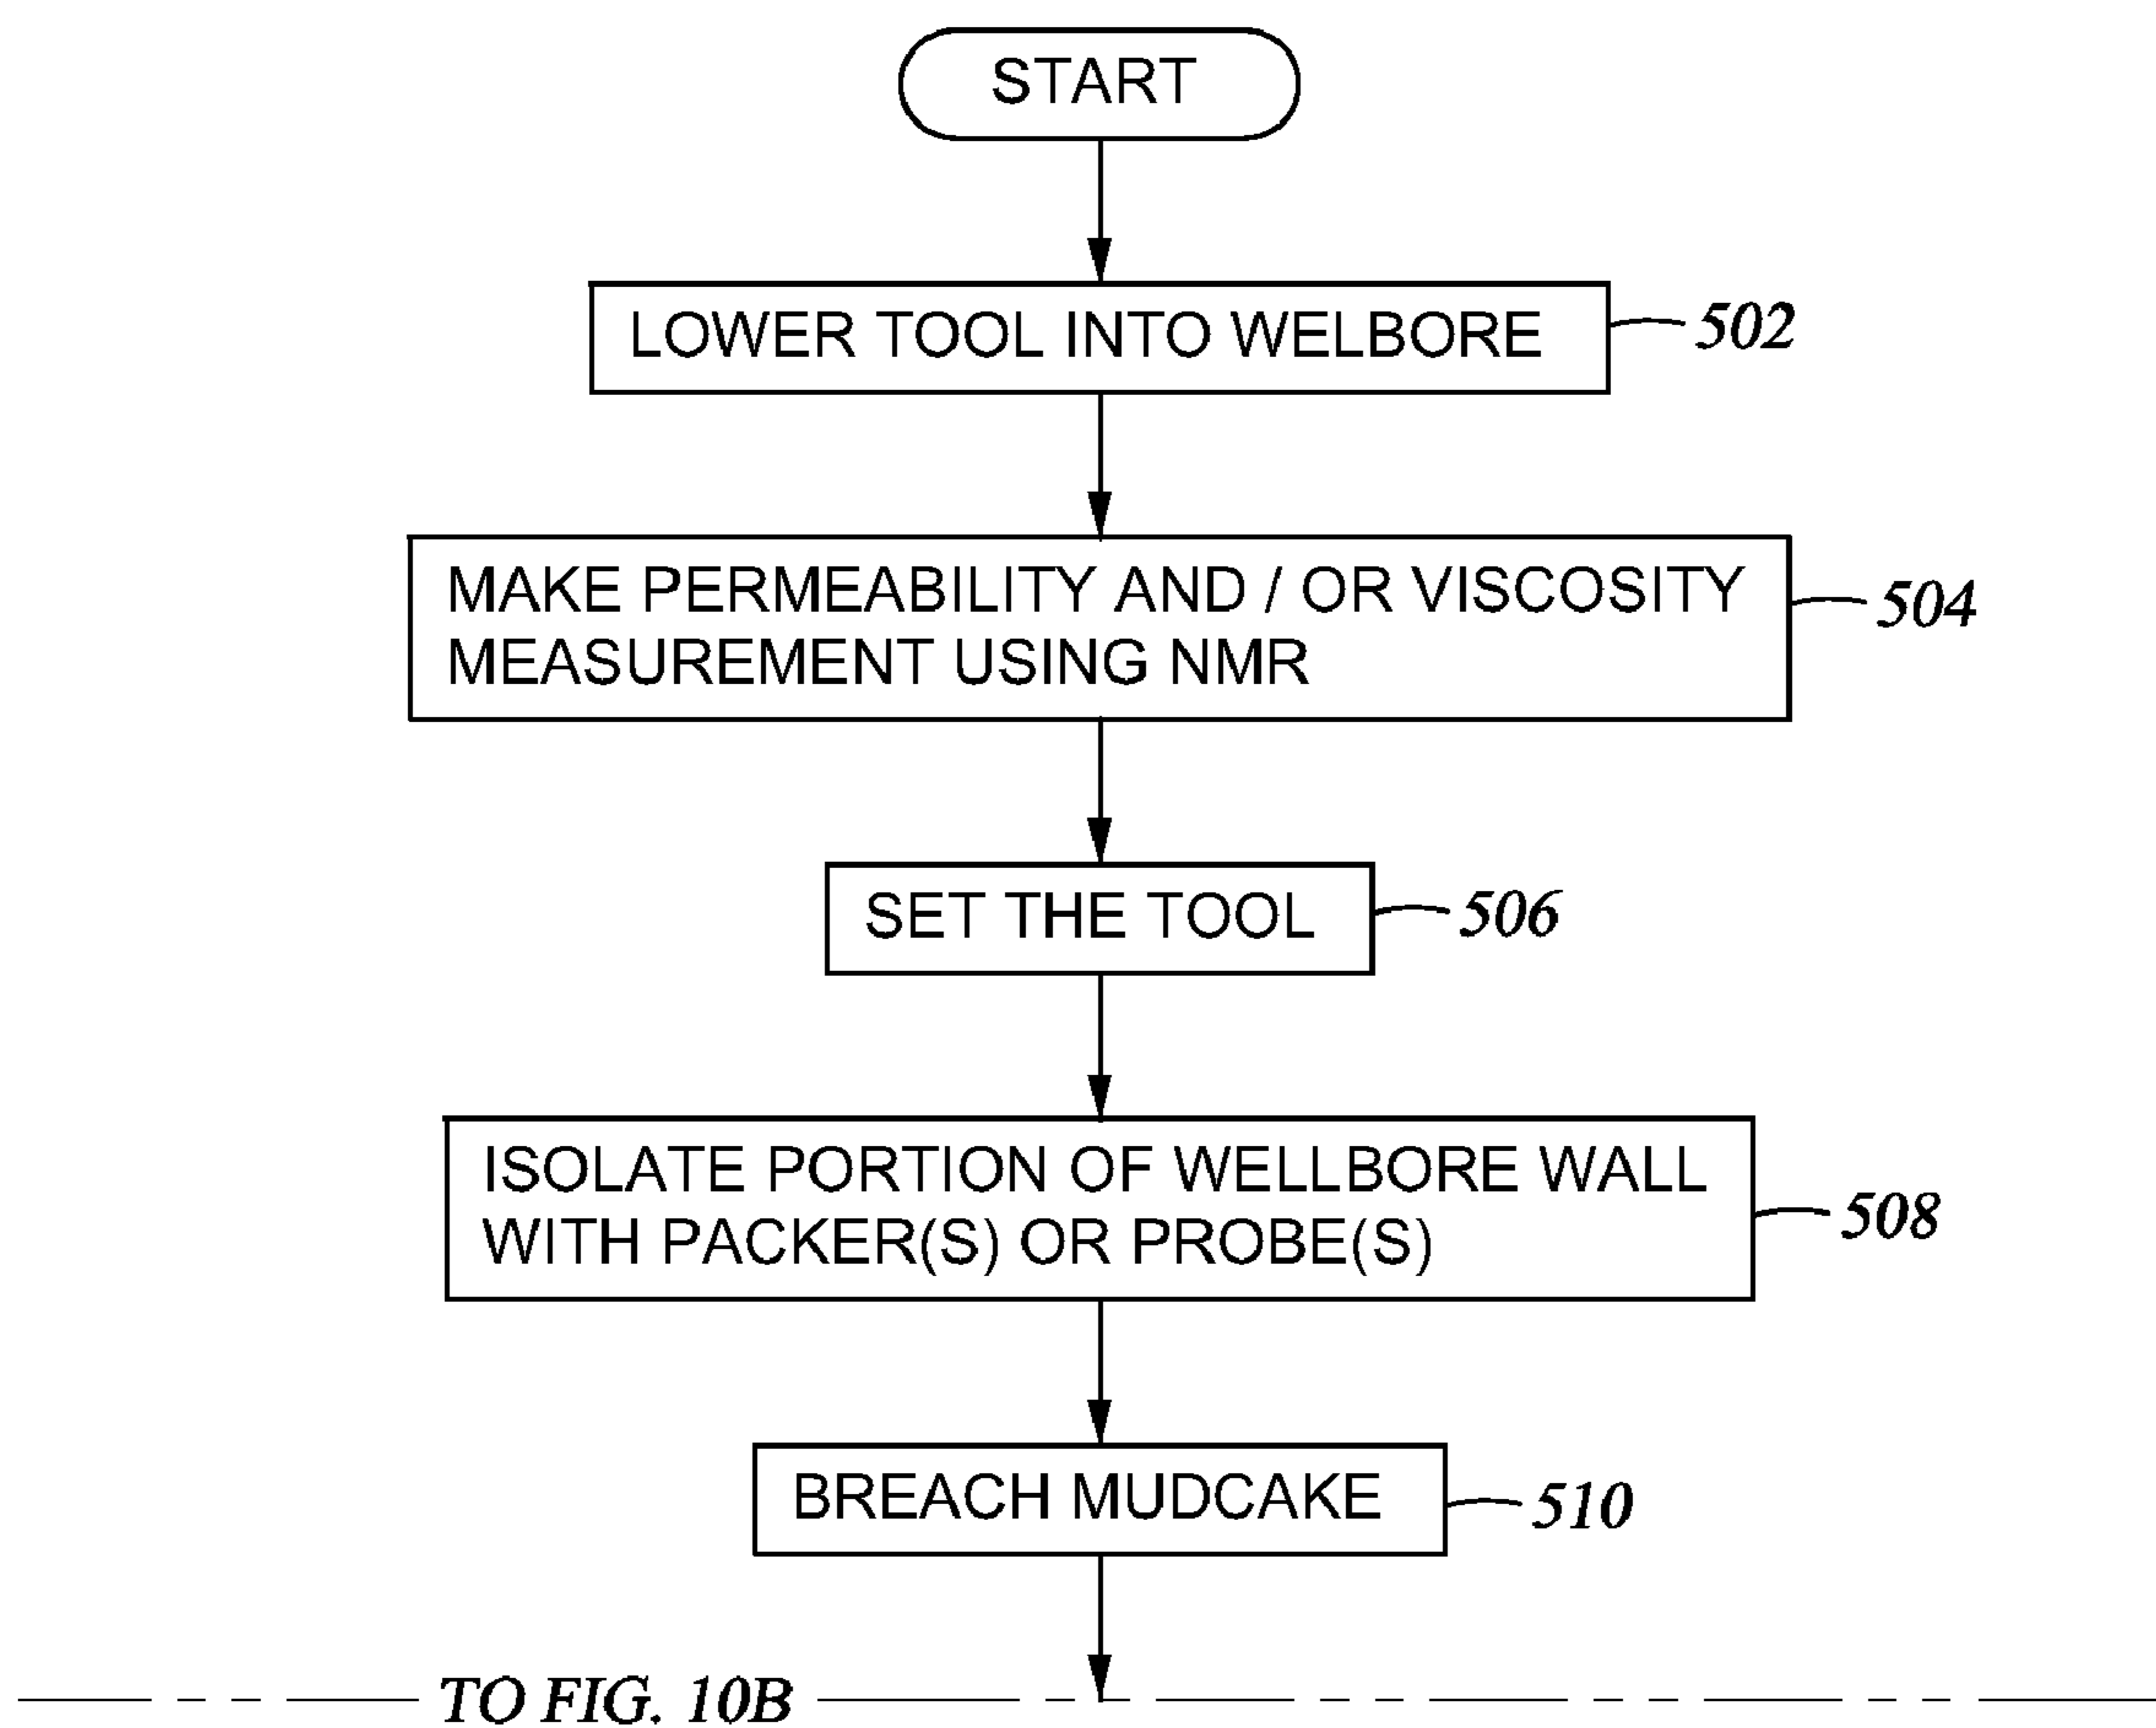 START
LOWER TOOL INTO WELBORE
502
MAKE PERMEABILITY AND / OR VISCOSITY
MEASUREMENT USING NMR
504
SET THE TOOL
506
ISOLATE PORTION OF WELLBORE WALL
WITH PACKER(S) OR PROBE(S)
508
BREACH MUDCAKE
510
TO FIG. 10B